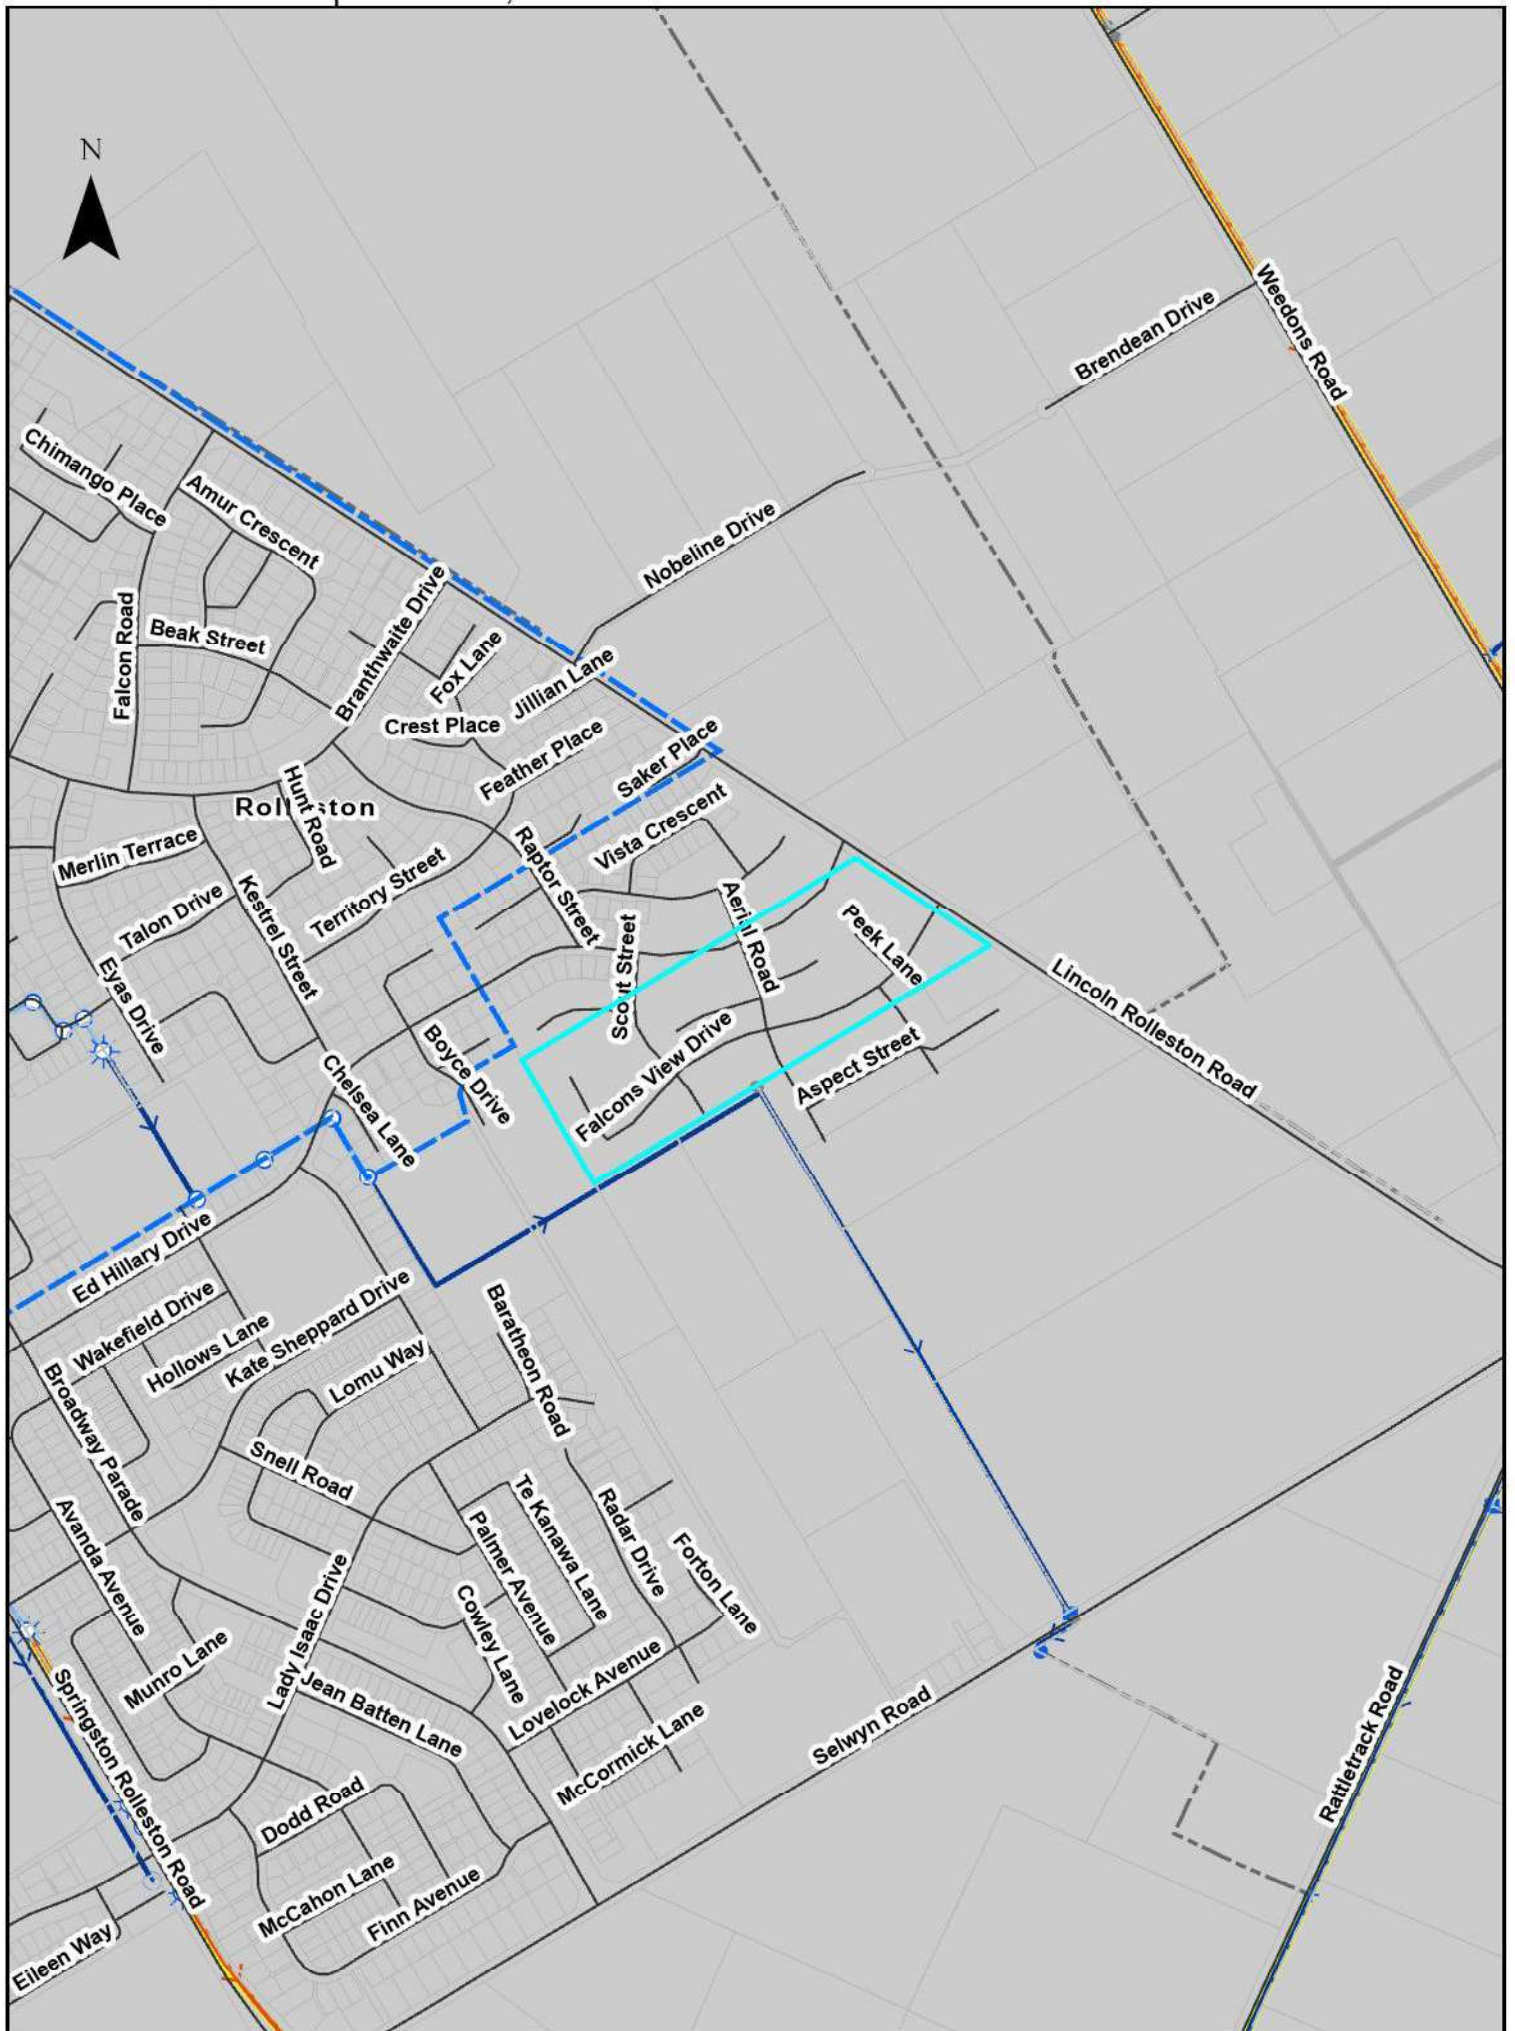 N
Weedons Road
Brendean Drive
Chimango Place
Amur Crescent
Nobeline Drive
Falcon Road
Beak Street
Branthwaite Drive
Fox Lane
Jillian Lane
Crest Place
Feather Place
Saker Place
Hunt Road
Rolleston
Vista Crescent
Merlin Terrace
Raptor Street
Territory Street
Talon Drive
Kestrel Street
Aerial Road
Peek Lane
Scout Street
Eyas Drive
Lincoln Rolleston Road
Boyce Drive
Falcons View Drive
Aspect Street
Chelsea Lane
Ed Hillary Drive
Wakefield Drive
Hollows Lane
Kate Sheppard Drive
Baratheon Road
Lomu Way
Broadway Parade
Snell Road
Te Kanawa Lane
Radar Drive
Palmer Avenue
Avanda Avenue
Forton Lane
Lady Isaac Drive
Cowley Lane
Munro Lane
Lovelock Avenue
Jean Batten Lane
Springston Rolleston Road
McCormick Lane
Selwyn Road
Rattletrack Road
Dodd Road
McCahon Lane
Finn Avenue
Eileen Way